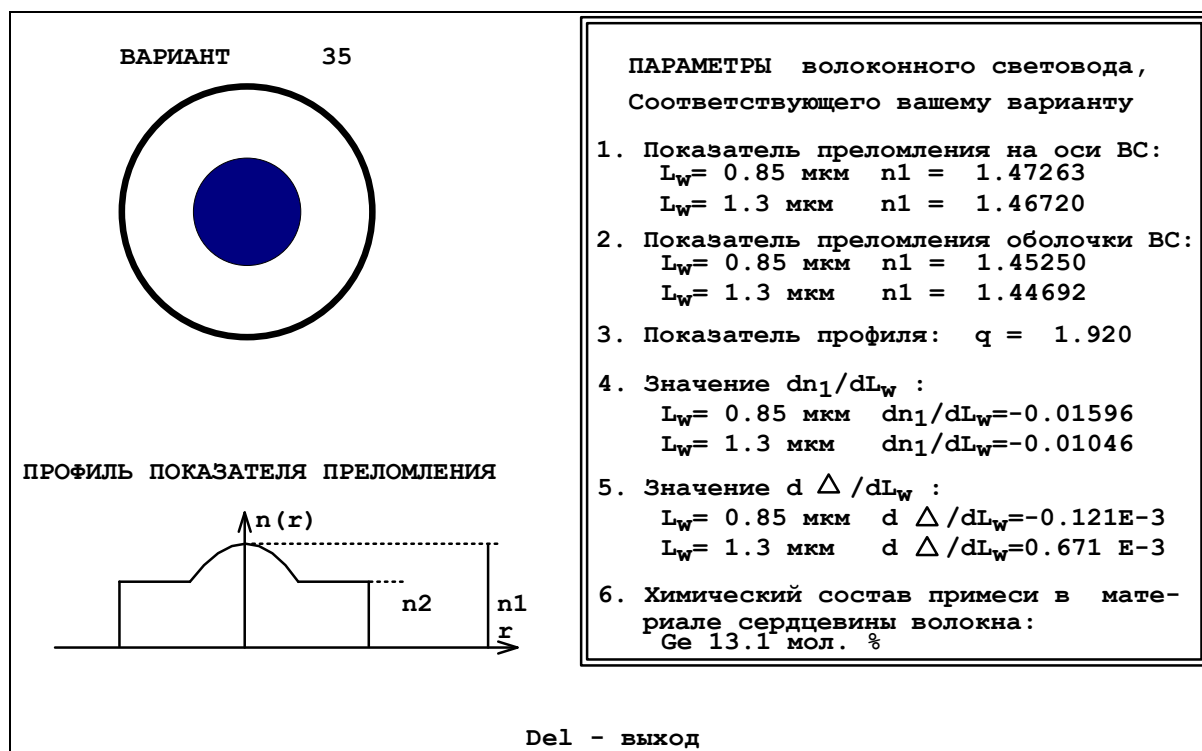 ВАРИАНТ 35
ПРОФИЛЬ ПОКАЗАТЕЛЯ ПРЕЛОМЛЕНИЯ
n(r)
n2
n1
r
ПАРАМЕТРЫ волоконного световода,
Соответствующего вашему варианту
1. Показатель преломления на оси ВС:
Lw= 0.85 мкм n1 = 1.47263
Lw= 1.3 мкм n1 = 1.46720
2. Показатель преломления оболочки ВС:
Lw= 0.85 мкм n1 = 1.45250
Lw= 1.3 мкм n1 = 1.44692
3. Показатель профиля: q = 1.920
4. Значение dn1/dLw :
Lw= 0.85 мкм dn1/dLw=-0.01596
Lw= 1.3 мкм dn1/dLw=-0.01046
5. Значение d △ /dLw :
Lw= 0.85 мкм d △ /dLw=-0.121E-3
Lw= 1.3 мкм d △ /dLw=0.671 E-3
6. Химический состав примеси в мате-
риале сердцевины волокна:
Ge 13.1 мол. %
Del - выход